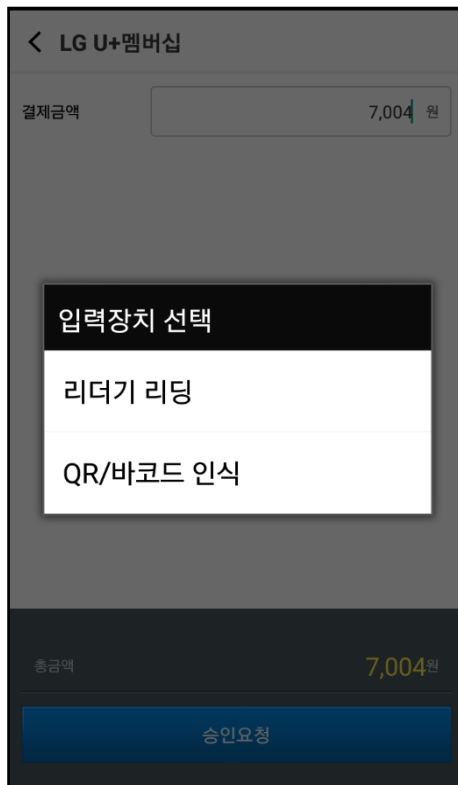 LG U+멤버십
결제금액 7,004 원
입력장치 선택
리더기 리딩
QR/바코드 인식
총금액 7,004원
승인요청